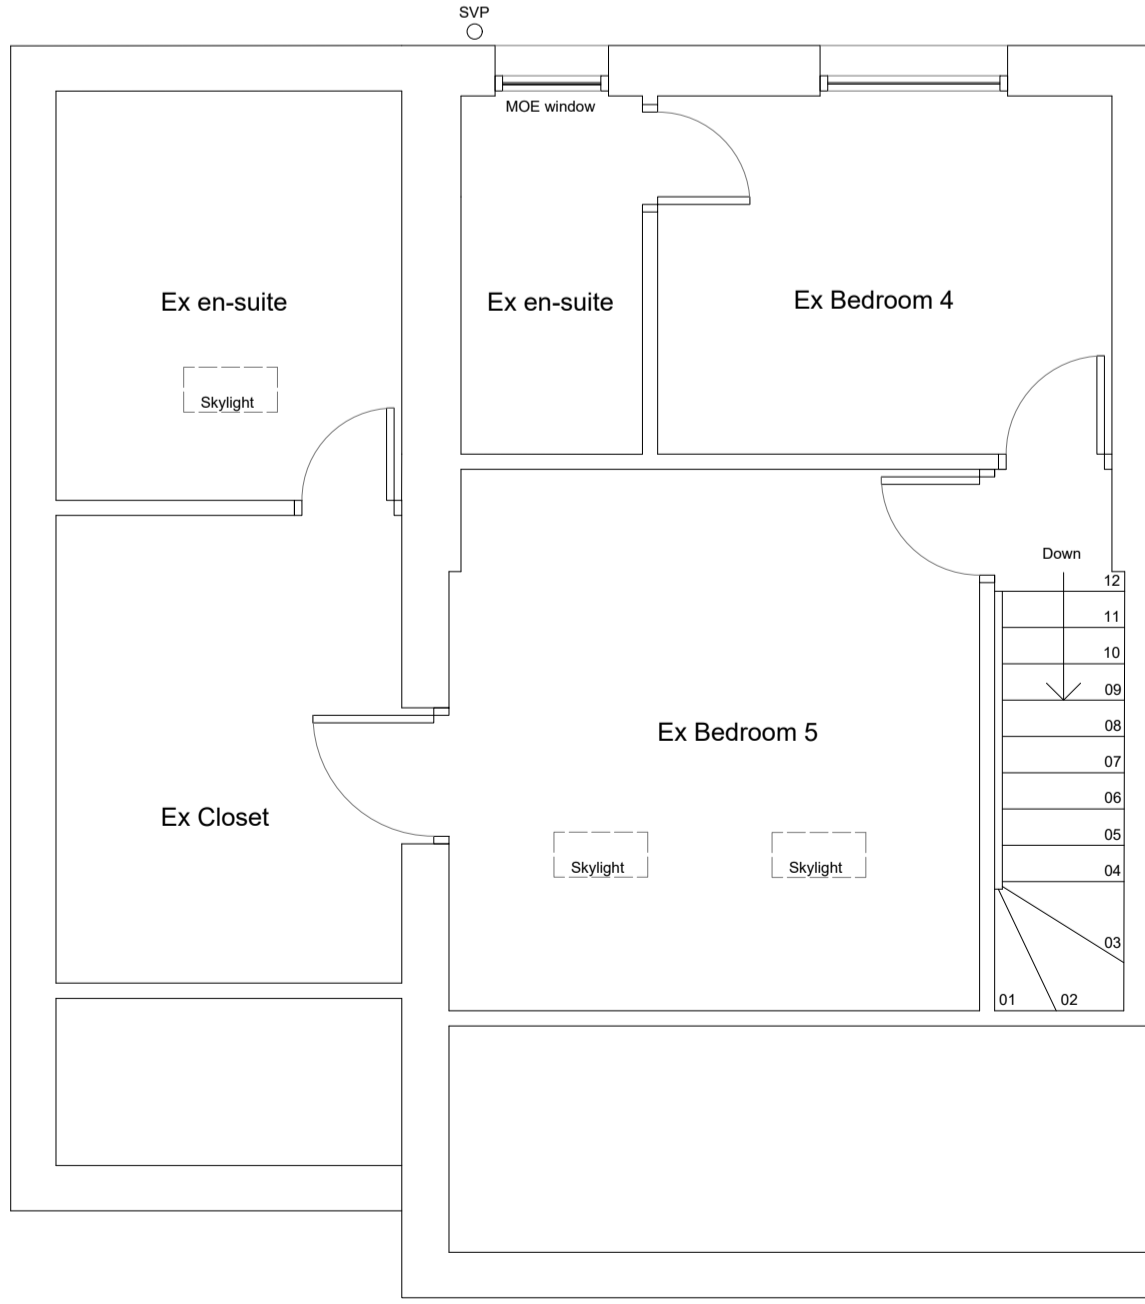 SVP
MOE window
Ex en-suite
Ex en-suite
Ex Bedroom 4
Skylight
Down
12
11
10
09
08
07
06
05
04
03
02
01
Ex Bedroom 5
Ex Closet
Skylight
Skylight